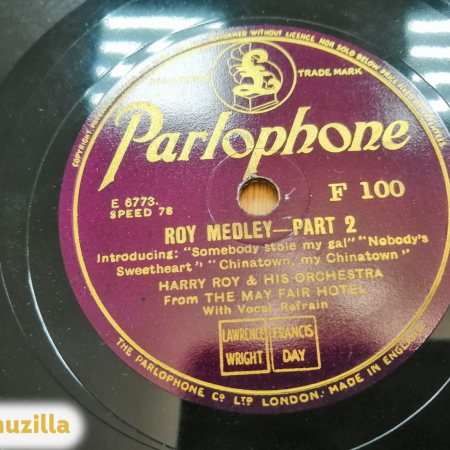 TRADE MARK
Parlophone
E 6773.
SPEED 78
F 100
ROY MEDLEY—PART 2
Introducing: "Somebody stole my gal" "Nobody's
Sweetheart" "Chinatown, my Chinatown"
HARRY ROY & HIS ORCHESTRA
From THE MAY FAIR HOTEL
With Vocal Refrain
LAWRENCE FRANCIS
WRIGHT DAY
THE PARLOPHONE CO LTD LONDON. MADE IN ENGLAND
uzilla